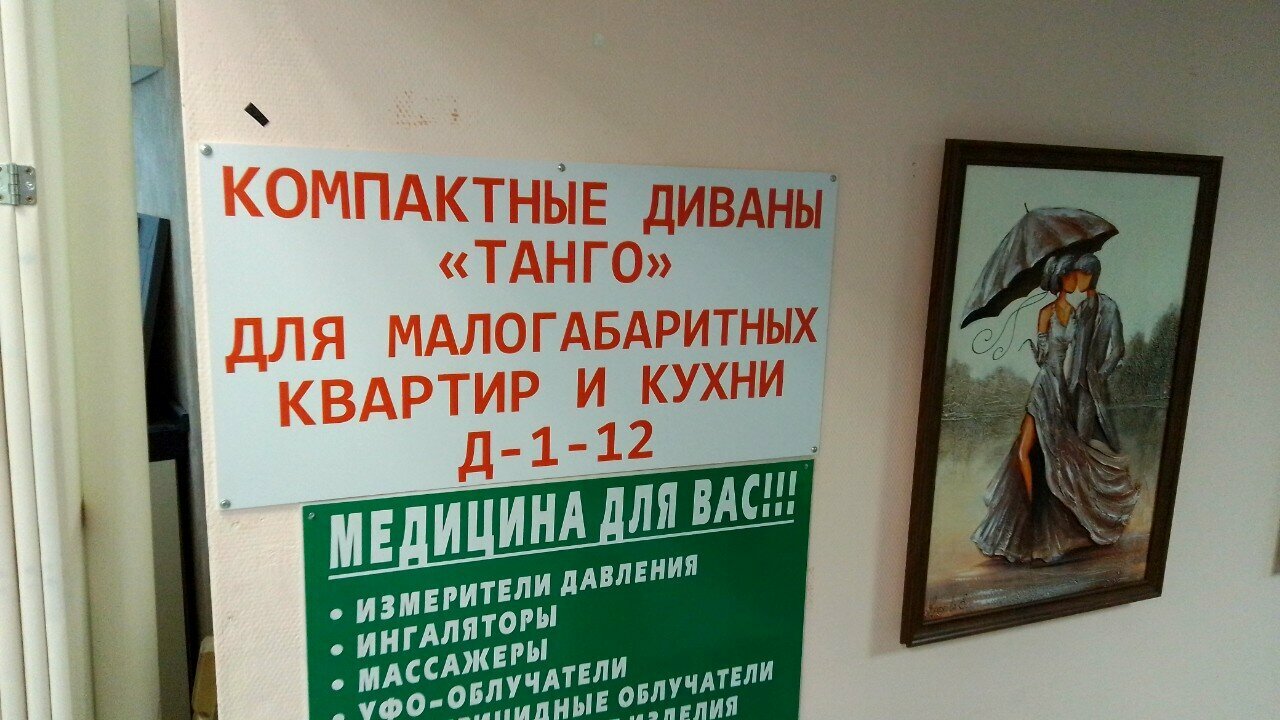 КОМПАКТНЫЕ ДИВАНЫ
«ТАНГО»
ДЛЯ МАЛОГАБАРИТНЫХ
КВАРТИР И КУХНИ
Д-1-12
МЕДИЦИНА ДЛЯ ВАС!!!
• ИЗМЕРИТЕЛИ ДАВЛЕНИЯ
• ИНГАЛЯТОРЫ
• МАССАЖЕРЫ
• УФО-ОБЛУЧАТЕЛИ
ОБЛУЧАТЕЛИ
ИЗДЕЛИЯ